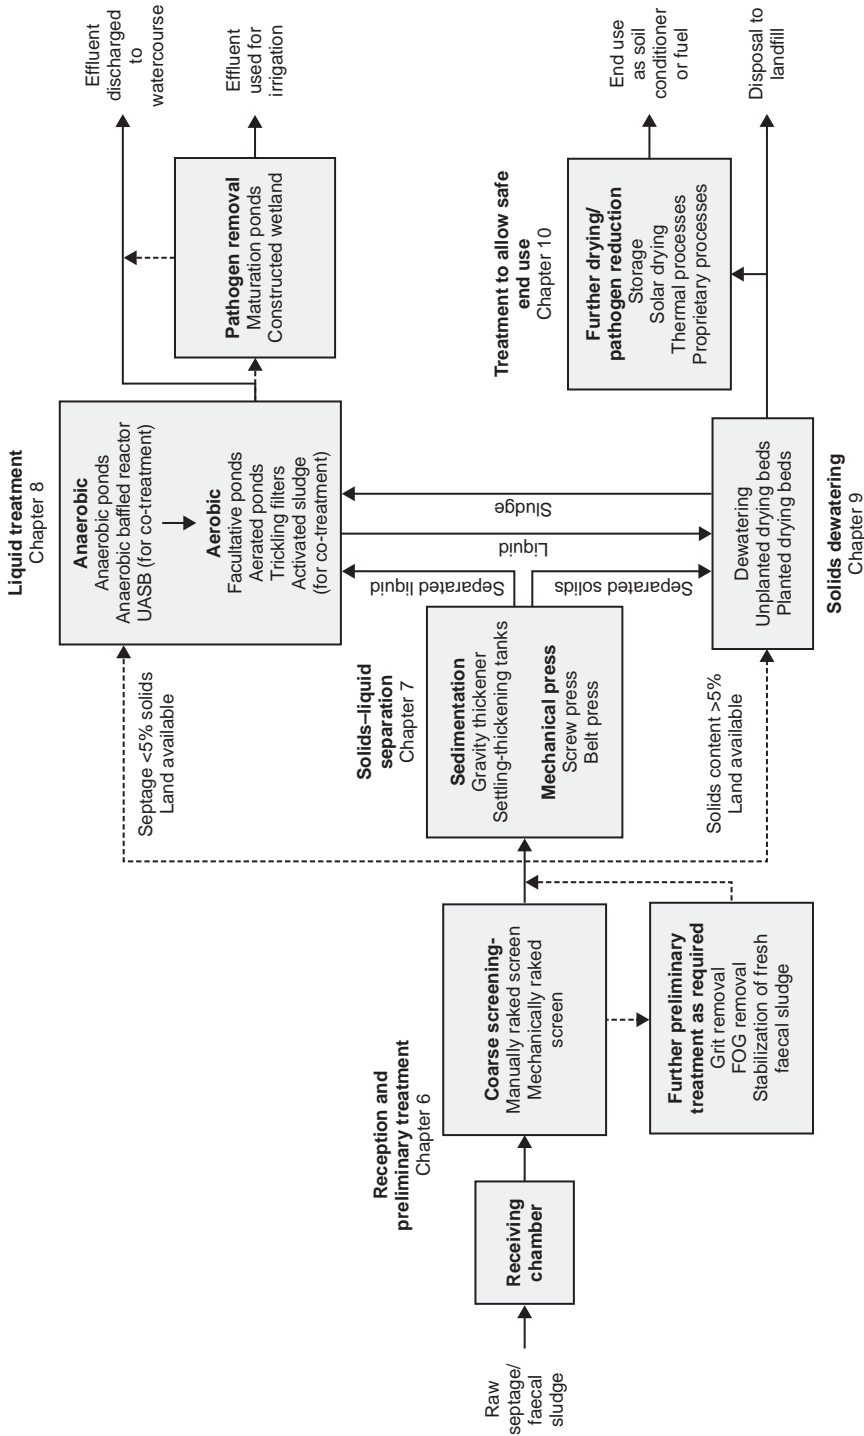 Raw
septage/
faecal
sludge
Receiving
chamber
Reception and
preliminary treatment
Chapter 6
Coarse screening-
Manually raked screen
Mechanically raked
screen
Further preliminary
treatment as required
Grit removal
FOG removal
Stabilization of fresh
faecal sludge
Septage <5% solids
Land available
Solids–liquid
separation
Chapter 7
Sedimentation
Gravity thickener
Settling-thickening tanks
Mechanical press
Screw press
Belt press
Solids content >5%
Land available
Separated liquid
Separated solids
Liquid
Sludge
Liquid treatment
Chapter 8
Anaerobic
Anaerobic ponds
Anaerobic baffled reactor
UASB (for co-treatment)
Aerobic
Facultative ponds
Aerated ponds
Trickling filters
Activated sludge
(for co-treatment)
Dewatering
Unplanted drying beds
Planted drying beds
Solids dewatering
Chapter 9
Pathogen removal
Maturation ponds
Constructed wetland
Treatment to allow safe
end use
Chapter 10
Further drying/
pathogen reduction
Storage
Solar drying
Thermal processes
Proprietary processes
Effluent
discharged
to
watercourse
Effluent
used for
irrigation
End use
as soil
conditioner
or fuel
Disposal to
landfill